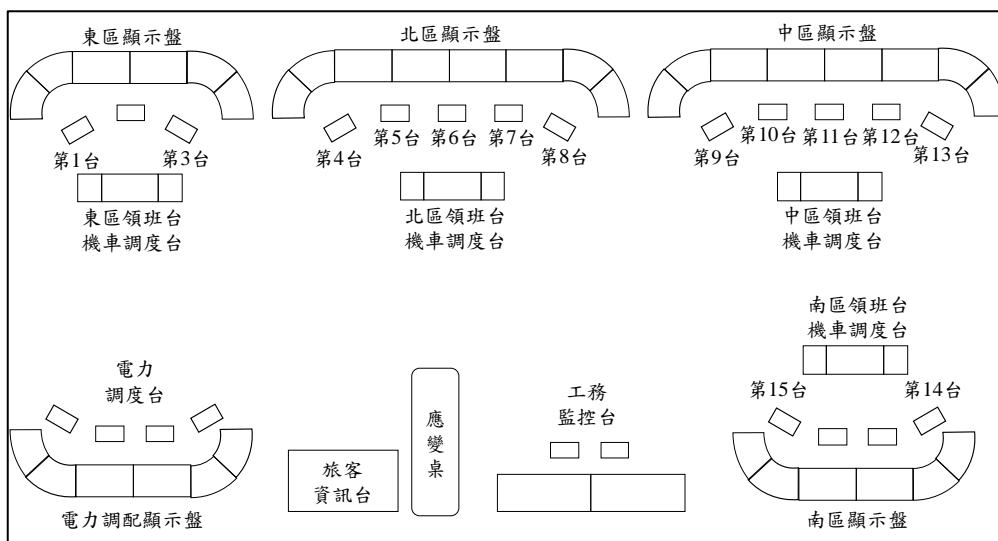 東區顯示盤
北區顯示盤
中區顯示盤
第1台
第3台
第4台
第5台
第6台
第7台
第8台
第9台
第10台
第11台
第12台
第13台
東區領班台
機車調度台
北區領班台
機車調度台
中區領班台
機車調度台
南區領班台
機車調度台
電力
調度台
應變桌
工務
監控台
第15台
第14台
旅客
資訊台
電力調配顯示盤
南區顯示盤